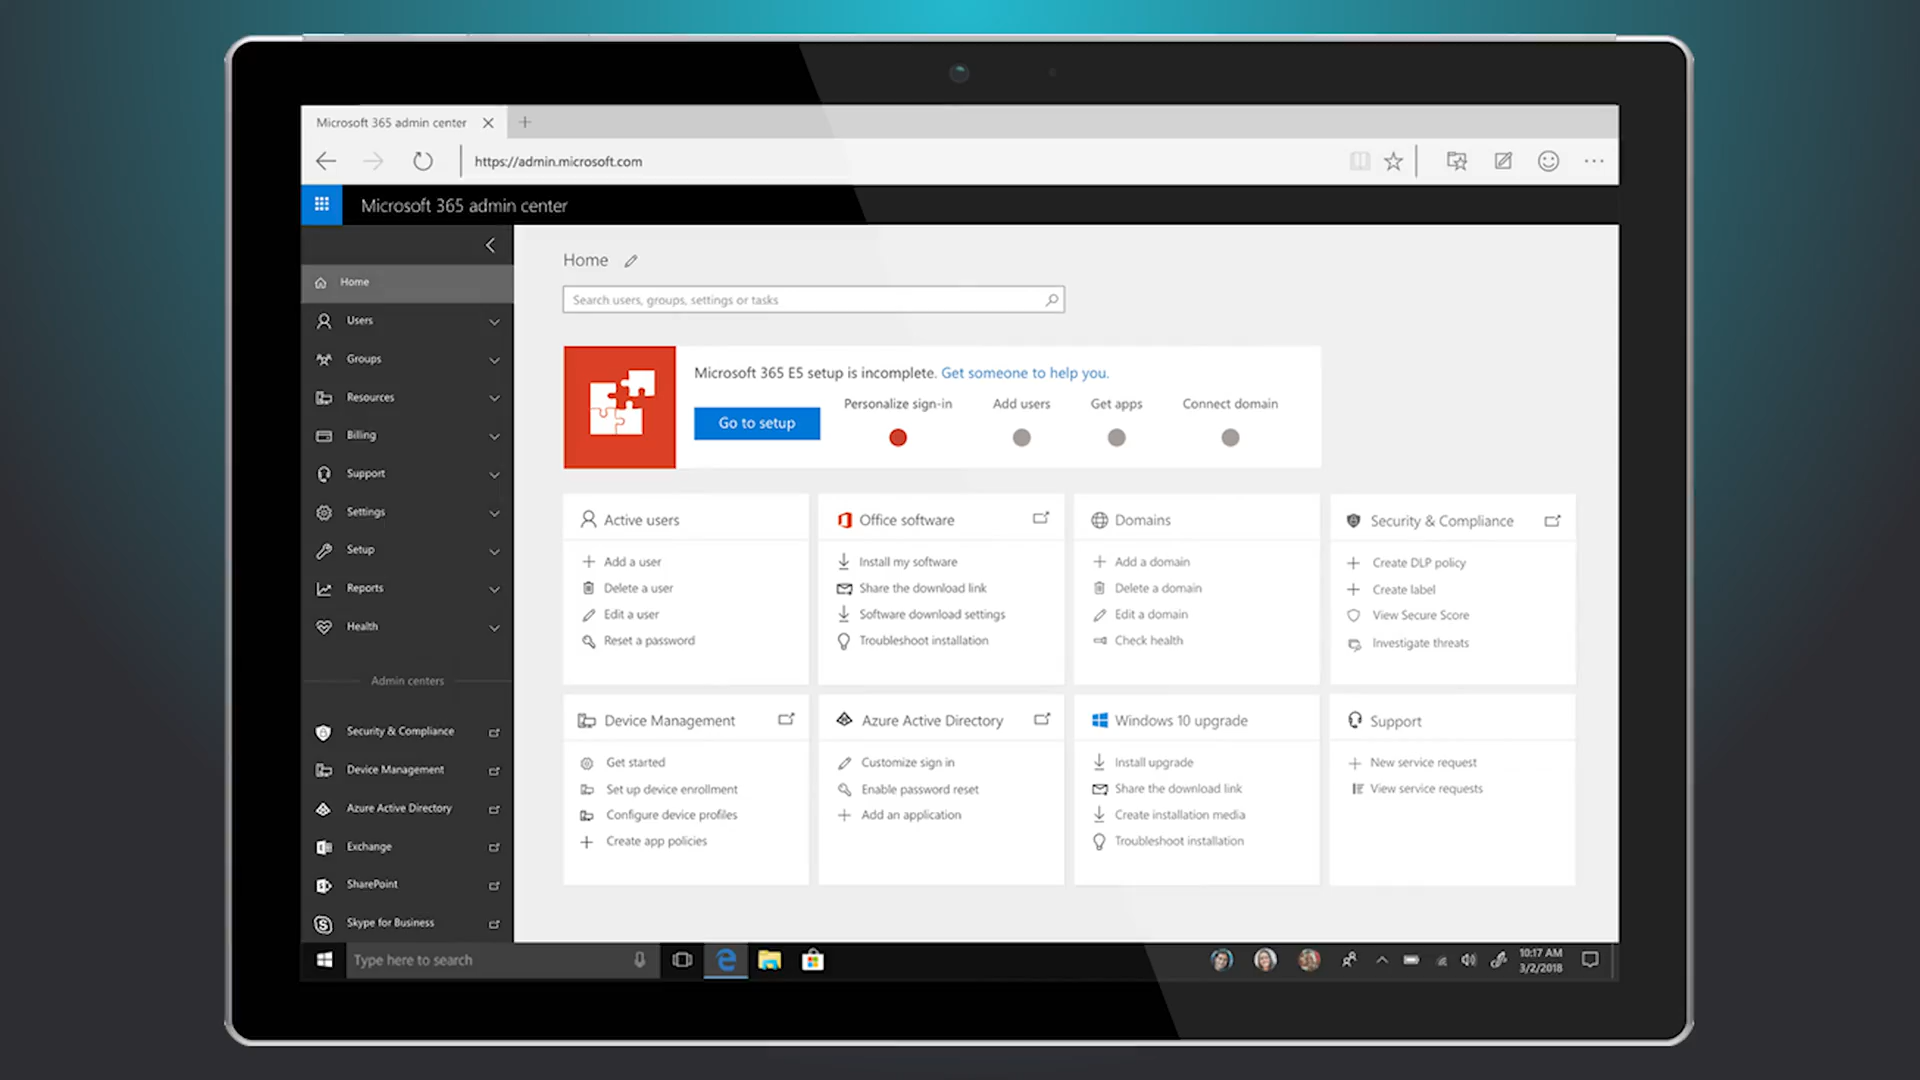 Microsoft 365 admin center
https://admin.microsoft.com
Microsoft 365 admin center
Home
Users
Groups
Resources
Billing
Support
Settings
Setup
Reports
Health
Admin centers
Security & Compliance
Device Management
Azure Active Directory
Exchange
SharePoint
Skype for Business
Home
Search users, groups, settings or tasks
Microsoft 365 E5 setup is incomplete. Get someone to help you.
Go to setup
Personalize sign-in
Add users
Get apps
Connect domain
Active users
Add a user
Delete a user
Edit a user
Reset a password
Office software
Install my software
Share the download link
Software download settings
Troubleshoot installation
Domains
Add a domain
Delete a domain
Edit a domain
Check health
Security & Compliance
Create DLP policy
Create label
View Secure Score
Investigate threats
Device Management
Get started
Set up device enrollment
Configure device profiles
Create app policies
Azure Active Directory
Customize sign in
Enable password reset
Add an application
Windows 10 upgrade
Install upgrade
Share the download link
Create installation media
Troubleshoot installation
Support
New service request
View service requests
Type here to search
10:17 AM
3/2/2018